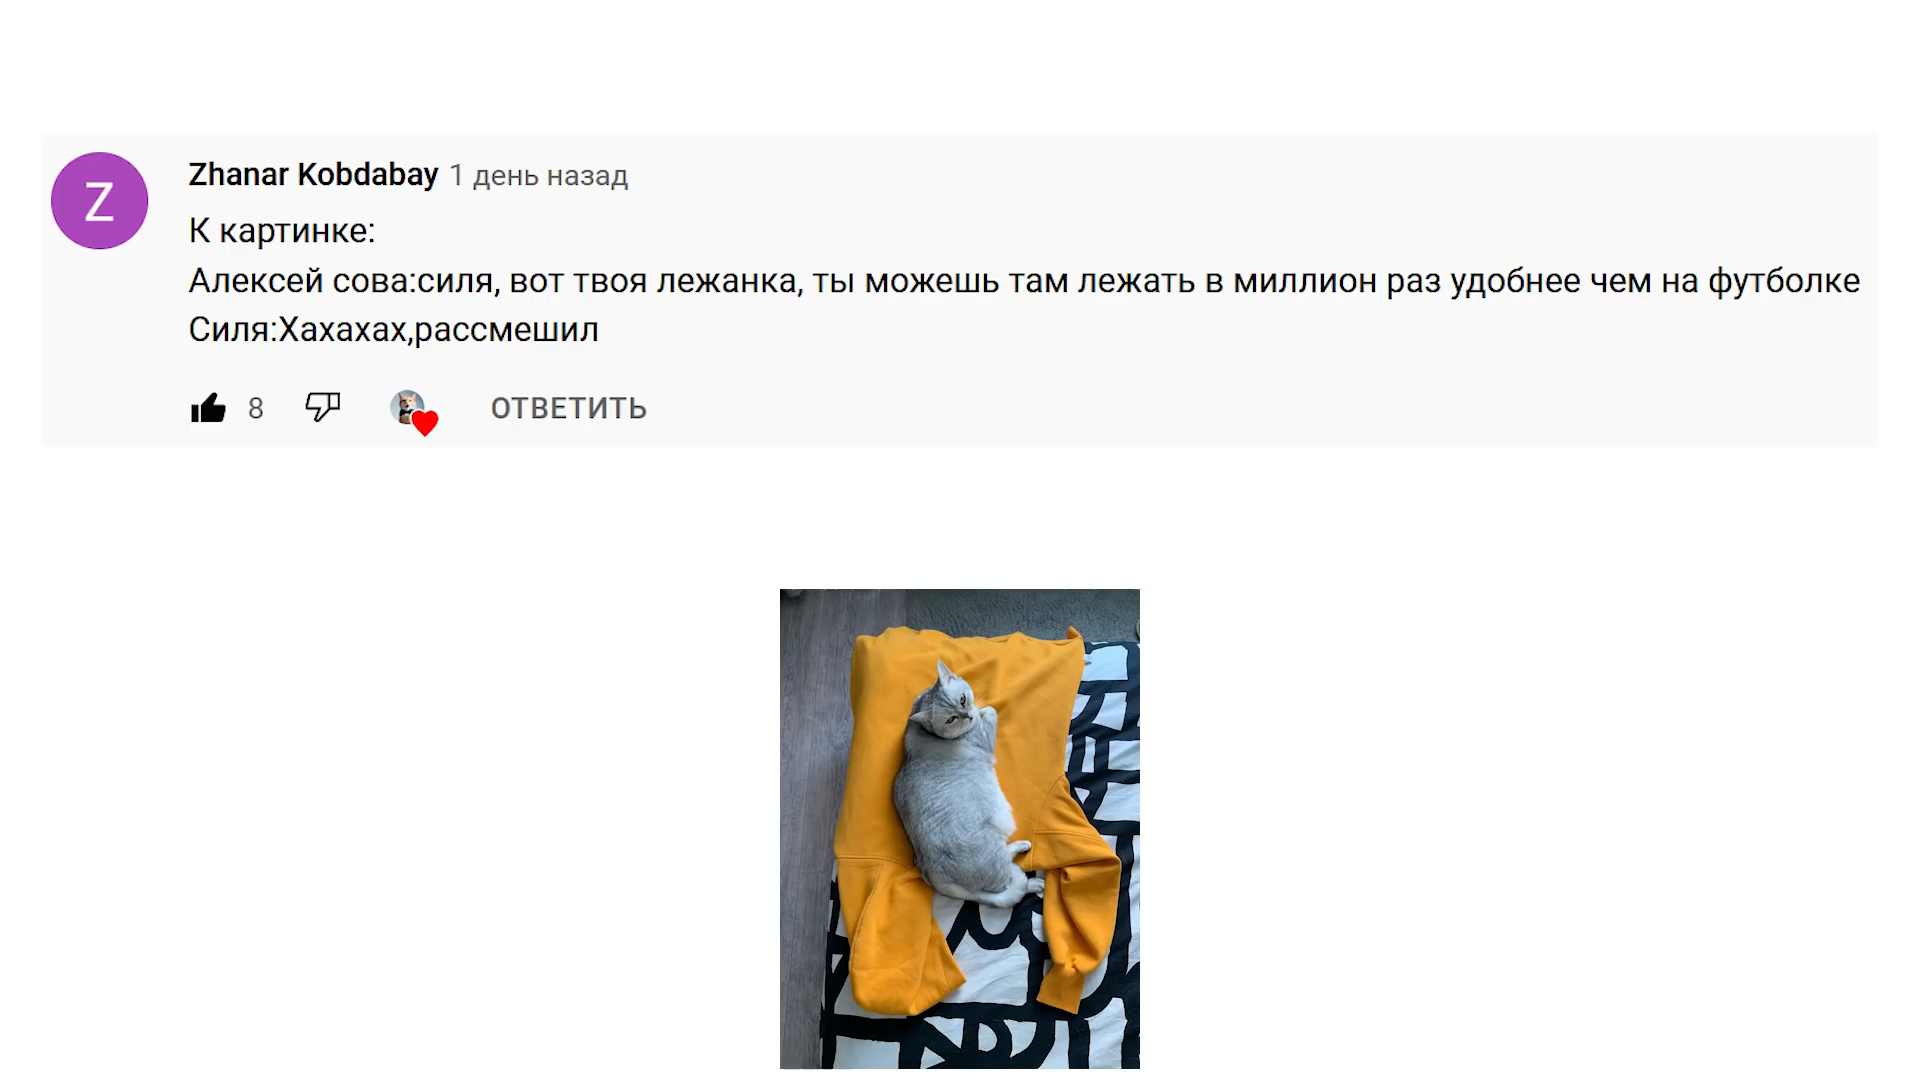 Z
Zhanar Kobdabay 1 день назад
К картинке:
Алексей сова:силя, вот твоя лежанка, ты можешь там лежать в миллион раз удобнее чем на футболке
Силя:Хахахах,рассмешил
8 ОТВЕТИТЬ